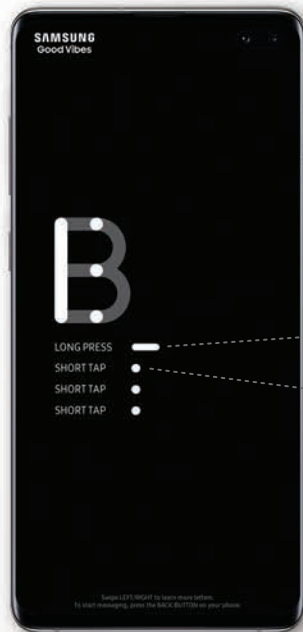 SAMSUNG
Good Vibes
B
LONG PRESS
SHORT TAP
SHORT TAP
SHORT TAP
Swipe LEFT/RIGHT to learn more letters.
To start messaging, press the BACK BUTTON on your phone.